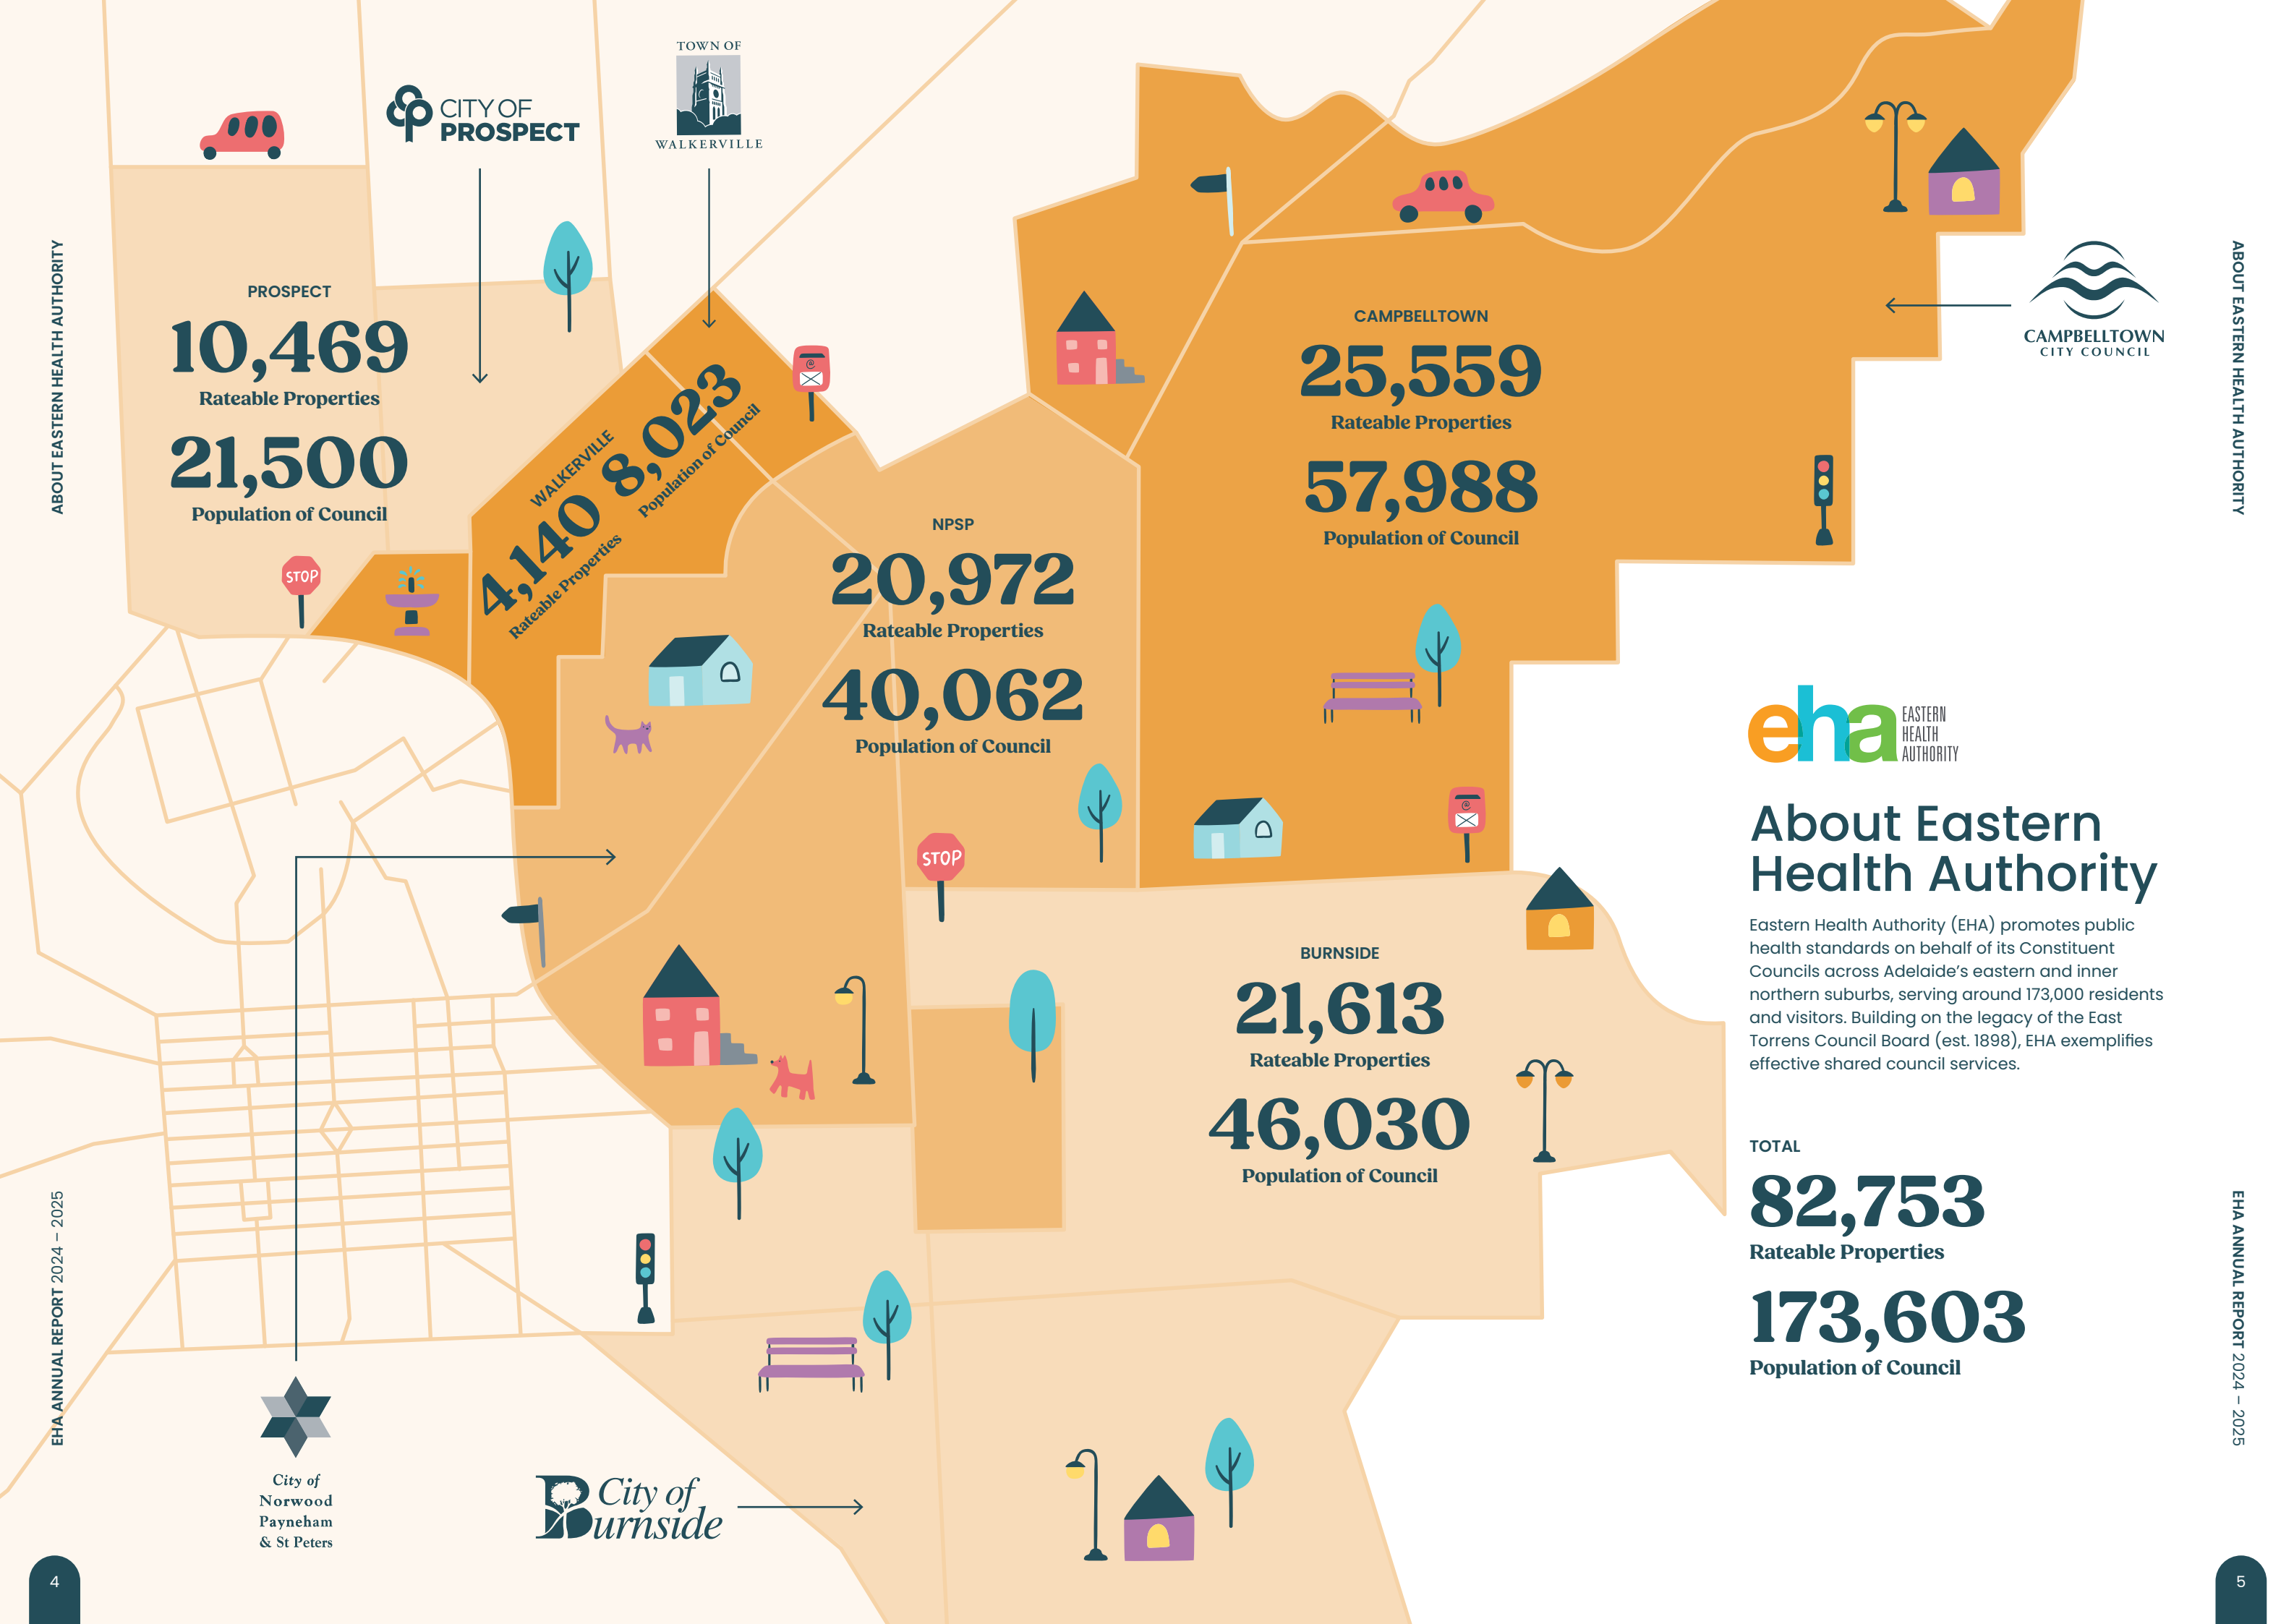 ABOUT EASTERN HEALTH AUTHORITY
EHA ANNUAL REPORT 2024 – 2025
4
CITY OF
PROSPECT
TOWN OF
WALKERVILLE
PROSPECT
10,469
Rateable Properties
21,500
Population of Council
WALKERVILLE
4,140
Rateable Properties
8,023
Population of Council
STOP
NPSP
20,972
Rateable Properties
40,062
Population of Council
STOP
CAMPBELLTOWN
25,559
Rateable Properties
57,988
Population of Council
CAMPBELLTOWN
CITY COUNCIL
BURNSIDE
21,613
Rateable Properties
46,030
Population of Council
City of
Norwood
Payneham
& St Peters
City of
Burnside
eha
EASTERN
HEALTH
AUTHORITY
About Eastern
Health Authority
Eastern Health Authority (EHA) promotes public
health standards on behalf of its Constituent
Councils across Adelaide’s eastern and inner
northern suburbs, serving around 173,000 residents
and visitors. Building on the legacy of the East
Torrens Council Board (est. 1898), EHA exemplifies
effective shared council services.
TOTAL
82,753
Rateable Properties
173,603
Population of Council
ABOUT EASTERN HEALTH AUTHORITY
EHA ANNUAL REPORT 2024 – 2025
5